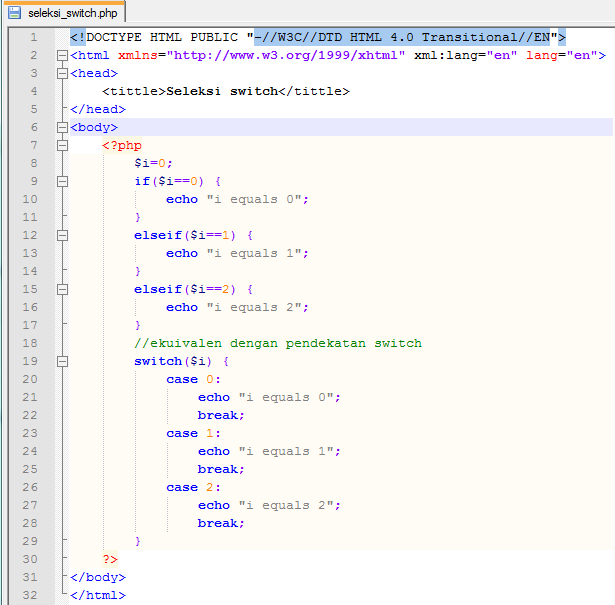 seleksi_switch.php
1 <!DOCTYPE HTML PUBLIC "-//W3C//DTD HTML 4.0 Transitional//EN">
2 <html xmlns="http://www.w3.org/1999/xhtml" xml:lang="en" lang="en">
3 <head>
4 <tittle>Seleksi switch</tittle>
5 </head>
6 <body>
7 <?php
8 $i=0;
9 if($i==0) {
10 echo "i equals 0";
11 }
12 elseif($i==1) {
13 echo "i equals 1";
14 }
15 elseif($i==2) {
16 echo "i equals 2";
17 }
18 //ekuivalen dengan pendekatan switch
19 switch($i) {
20 case 0:
21 echo "i equals 0";
22 break;
23 case 1:
24 echo "i equals 1";
25 break;
26 case 2:
27 echo "i equals 2";
28 break;
29 }
30 ?>
31 </body>
32 </html>